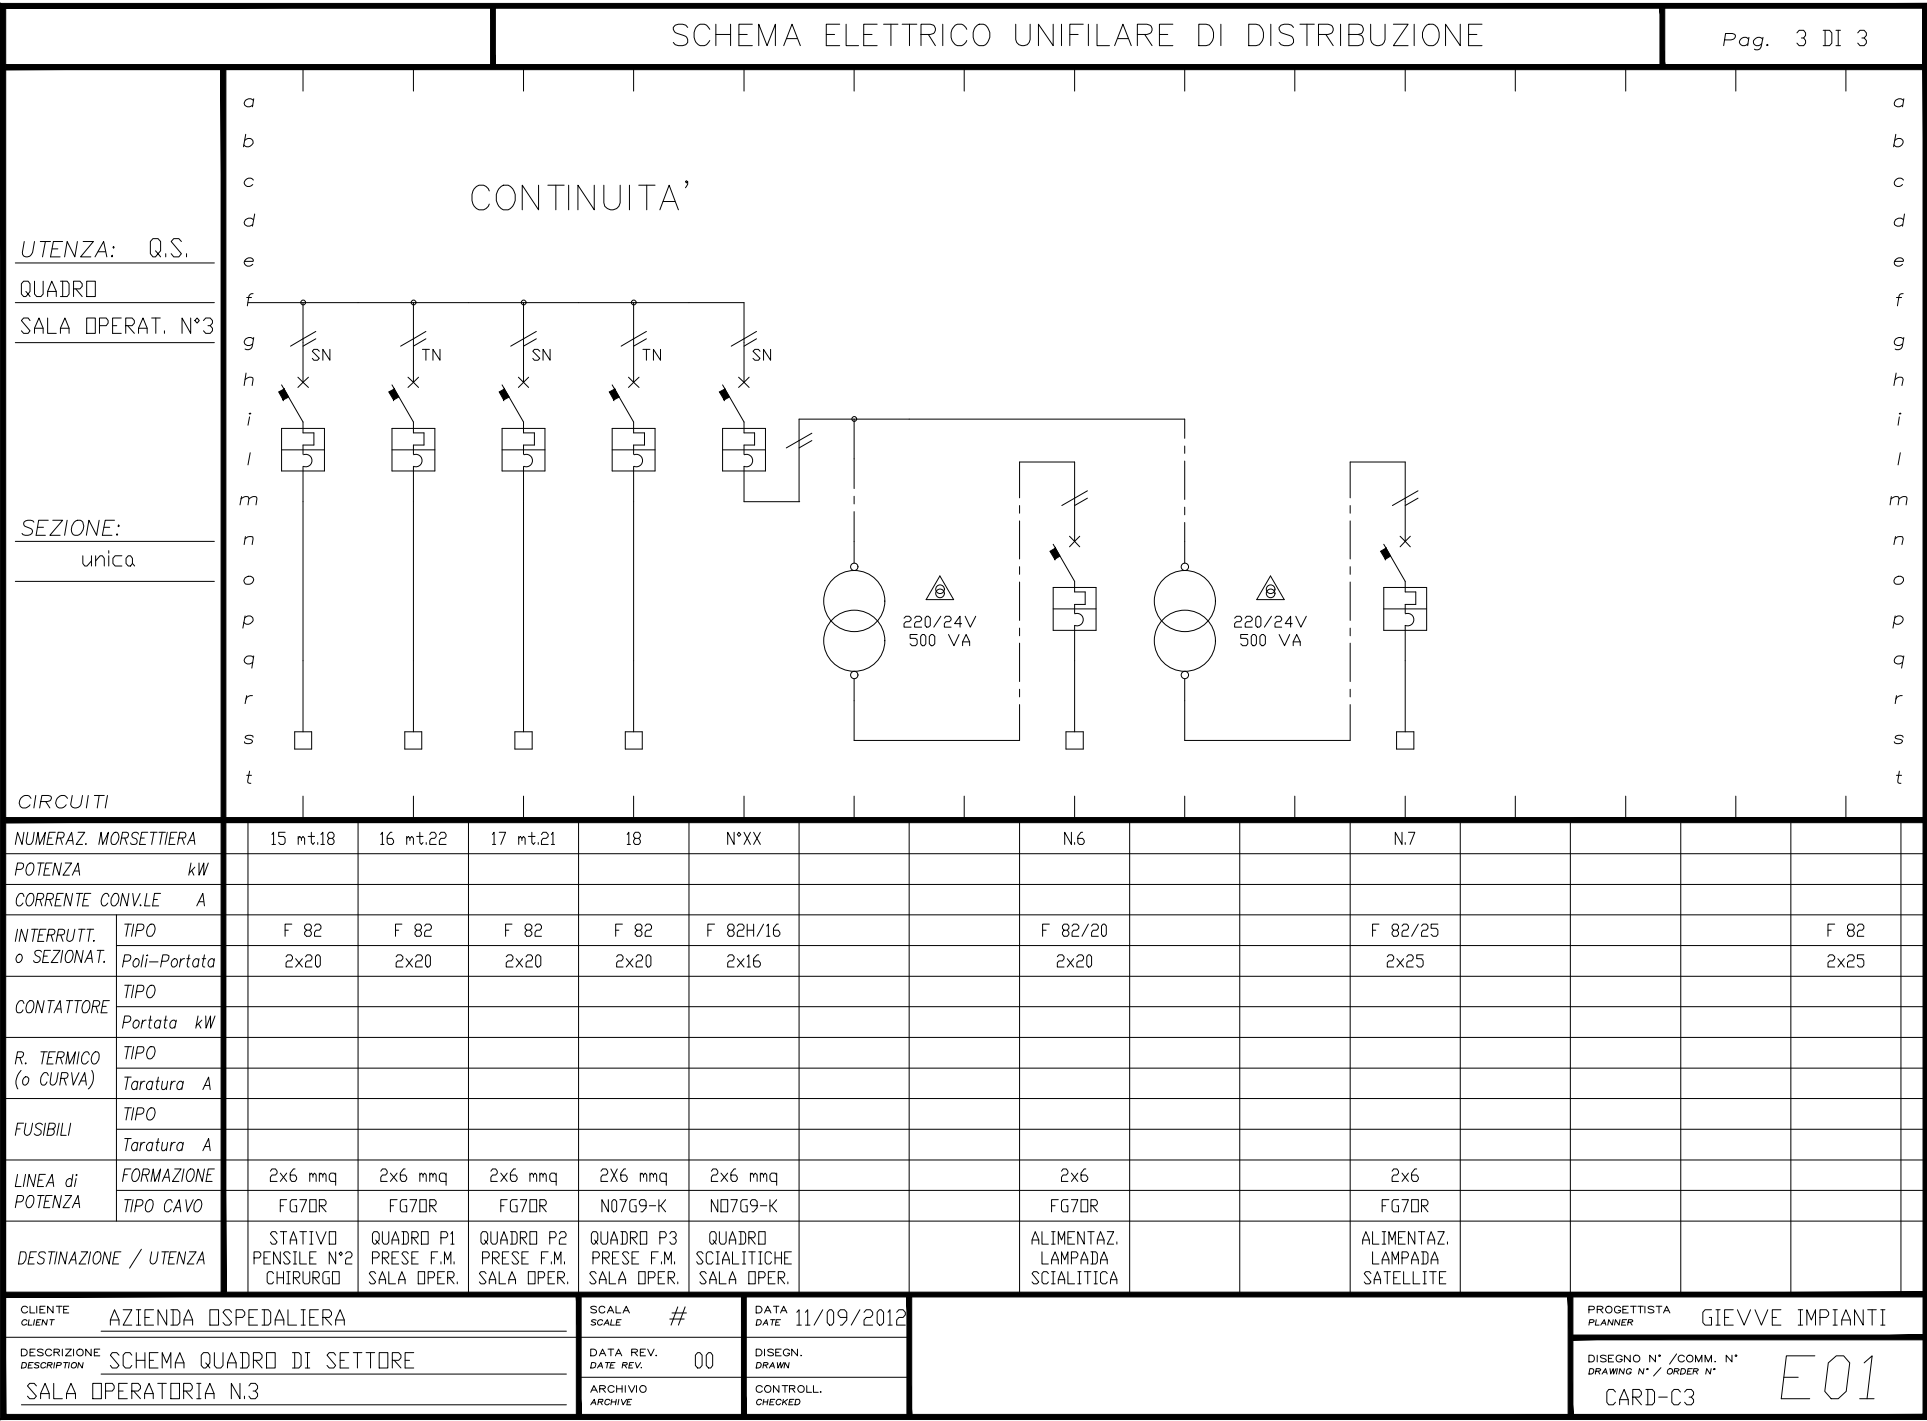 SCHEMA ELETTRICO UNIFILARE DI DISTRIBUZIONE
Pag. 3 DI 3
a a
b b
c c
CONTINUITA'
d d
UTENZA: Q.S.
e e
QUADRO
f f
SALA OPERAT. N°3
g g
SN TN SN TN SN
h h
i i
l l
m m
SEZIONE:
n n
unica
o o
220/24V 220/24V
p p
500 VA 500 VA
q q
r r
s s
t t
CIRCUITI
NUMERAZ. MORSETTIERA 15 mt.18 16 mt.22 17 mt.21 18 N°XX N.6 N.7
POTENZA kW
CORRENTE CONV.LE A
INTERRUTT. o SEZIONAT.
TIPO F 82 F 82 F 82 F 82 F 82H/16 F 82/20 F 82/25 F 82
Poli-Portata 2x20 2x20 2x20 2x20 2x16 2x20 2x25 2x25
CONTATTORE
TIPO
Portata kW
R. TERMICO (o CURVA)
TIPO
Taratura A
FUSIBILI
TIPO
Taratura A
LINEA di POTENZA
FORMAZIONE 2x6 mmq 2x6 mmq 2x6 mmq 2X6 mmq 2x6 mmq 2x6 2x6
TIPO CAVO FG7OR FG7OR FG7OR N07G9-K NO7G9-K FG7OR FG7OR
DESTINAZIONE / UTENZA
STATIVO PENSILE N°2 CHIRURGO
QUADRO P1 PRESE F.M. SALA OPER.
QUADRO P2 PRESE F.M. SALA OPER.
QUADRO P3 PRESE F.M. SALA OPER.
QUADRO SCIALITICHE SALA OPER.
ALIMENTAZ. LAMPADA SCIALITICA
ALIMENTAZ. LAMPADA SATELLITE
CLIENTE
CLIENT
AZIENDA OSPEDALIERA
DESCRIZIONE
DESCRIPTION
SCHEMA QUADRO DI SETTORE
SALA OPERATORIA N.3
SCALA
SCALE
#
DATA REV.
DATE REV.
00
ARCHIVIO
ARCHIVE
DATA
DATE
11/09/2012
DISEGN.
DRAWN
CONTROLL.
CHECKED
PROGETTISTA
PLANNER
GIEVVE IMPIANTI
DISEGNO N° /COMM. N°
DRAWING N° / ORDER N°
CARD-C3
E01